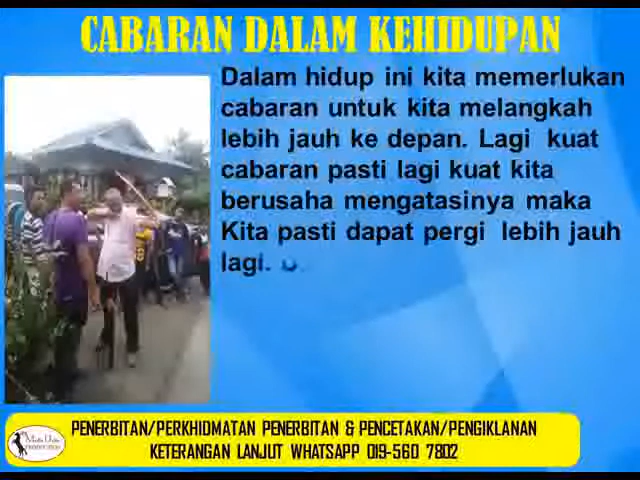 CABARAN DALAM KEHIDUPAN
Dalam hidup ini kita memerlukan
cabaran untuk kita melangkah
lebih jauh ke depan. Lagi kuat
cabaran pasti lagi kuat kita
berusaha mengatasinya maka
Kita pasti dapat pergi lebih jauh
lagi.
PENERBITAN/PERKHIDMATAN PENERBITAN & PENCETAKAN/PENGIKLANAN
KETERANGAN LANJUT WHATSAPP 019-560 7802